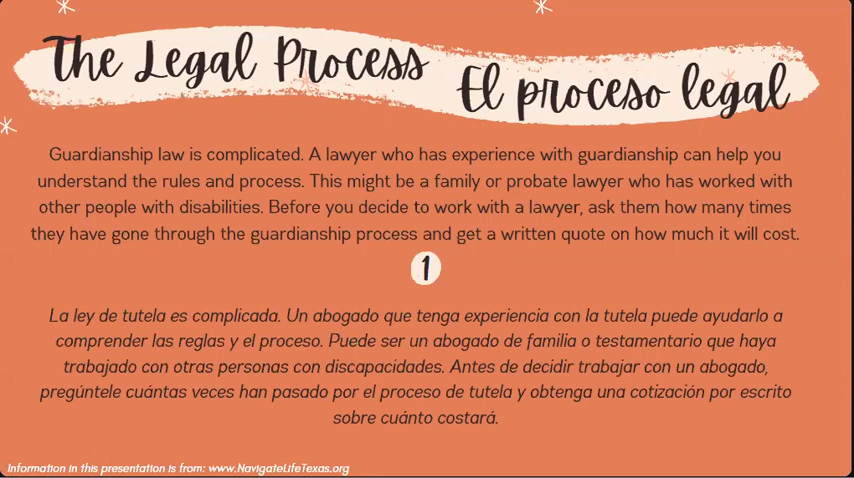 The Legal Process
El proceso legal
Guardianship law is complicated. A lawyer who has experience with guardianship can help you
understand the rules and process. This might be a family or probate lawyer who has worked with
other people with disabilities. Before you decide to work with a lawyer, ask them how many times
they have gone through the guardianship process and get a written quote on how much it will cost.
1
La ley de tutela es complicada. Un abogado que tenga experiencia con la tutela puede ayudarlo a
comprender las reglas y el proceso. Puede ser un abogado de familia o testamentario que haya
trabajado con otras personas con discapacidades. Antes de decidir trabajar con un abogado,
pregúntele cuántas veces han pasado por el proceso de tutela y obtenga una cotización por escrito
sobre cuánto costará.
Information in this presentation is from: www.NavigateLifeTexas.org